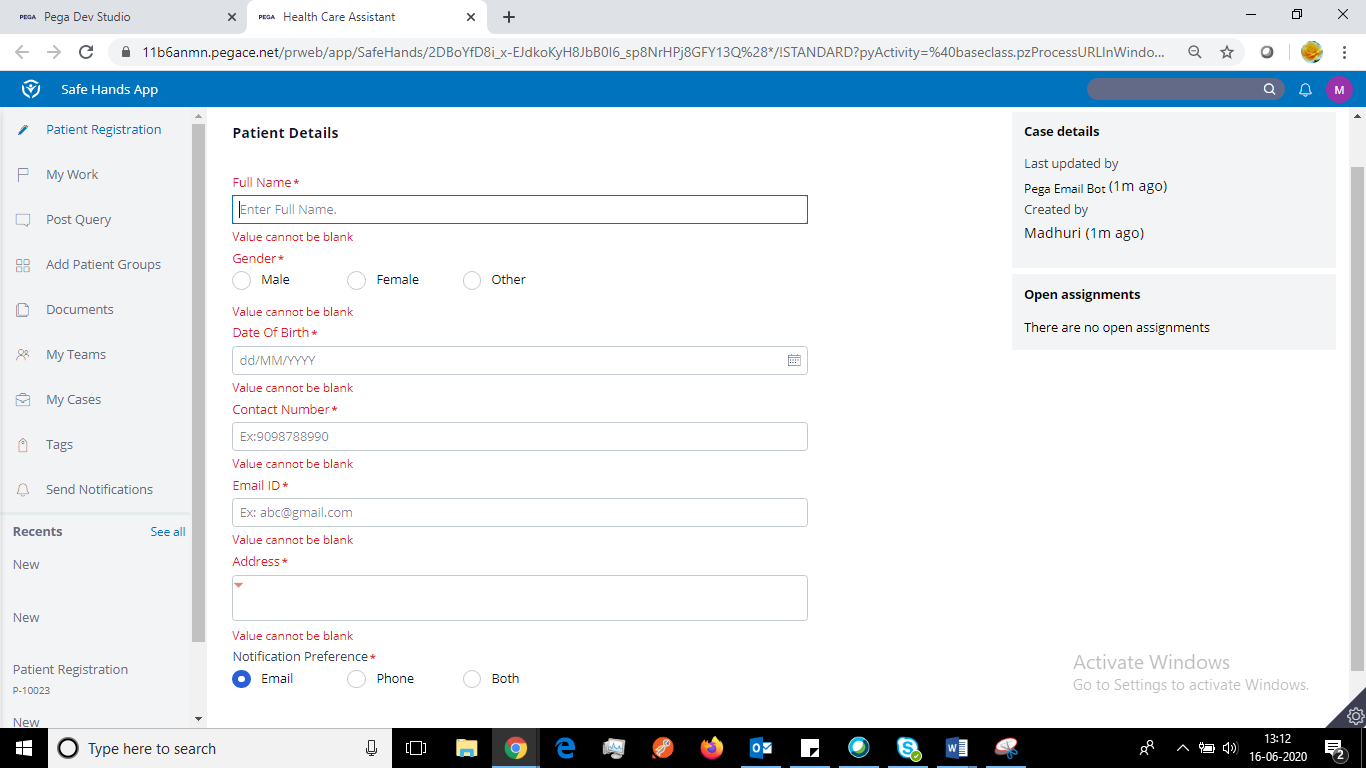 PEGA Pega Dev Studio
PEGA Health Care Assistant
11b6anmn.pegace.net/prweb/app/SafeHands/2DBoYfD8i_x-EJdkoKyH8JbB0I6_sp8NrHPj8GFY13Q%28*/!STANDARD?pyActivity=%40baseclass.pzProcessURLInWindo...
Safe Hands App
M
Patient Registration
My Work
Post Query
Add Patient Groups
Documents
My Teams
My Cases
Tags
Send Notifications
Recents See all
New
New
Patient Registration
P-10023
New
Patient Details
Full Name*
Enter Full Name.
Value cannot be blank
Gender*
Male Female Other
Value cannot be blank
Date Of Birth*
dd/MM/YYYY
Value cannot be blank
Contact Number*
Ex:9098788990
Value cannot be blank
Email ID*
Ex: abc@gmail.com
Value cannot be blank
Address*
Value cannot be blank
Notification Preference*
Email Phone Both
Case details
Last updated by
Pega Email Bot (1m ago)
Created by
Madhuri (1m ago)
Open assignments
There are no open assignments
Activate Windows
Go to Settings to activate Windows.
Type here to search
13:12
16-06-2020
2